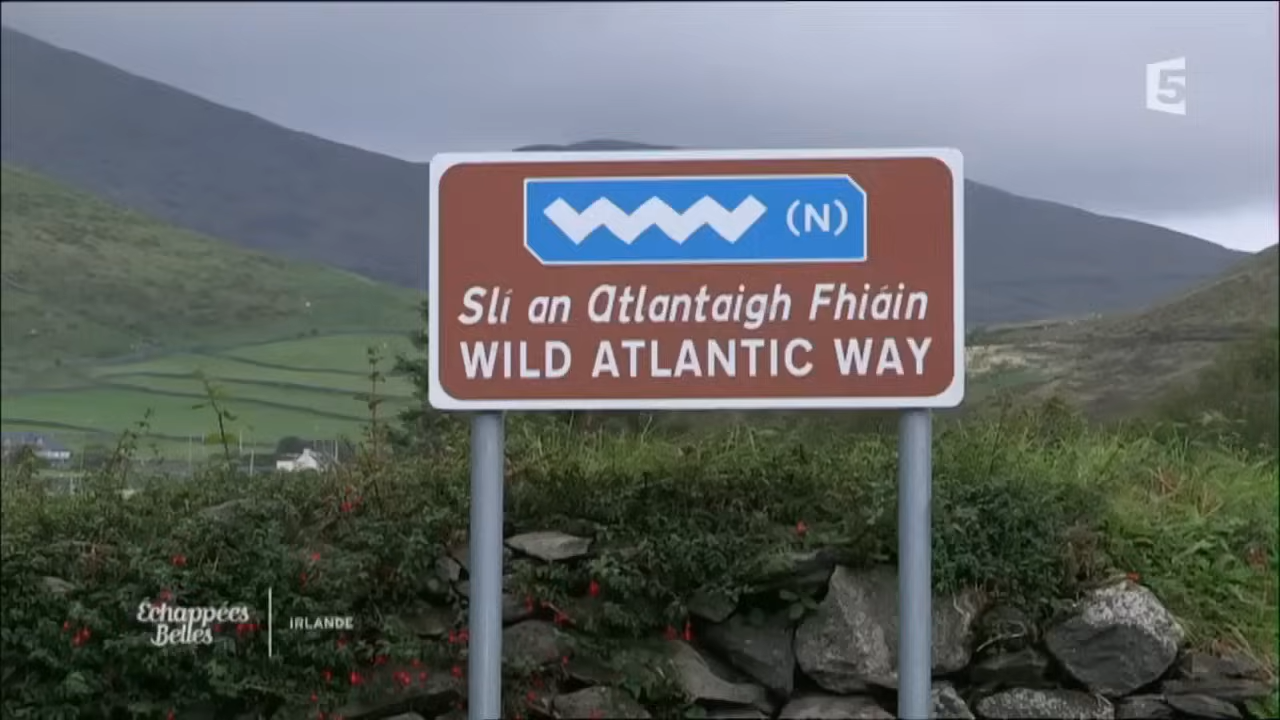 5
(N)
Slí an Atlantaigh Fhiáin
WILD ATLANTIC WAY
Echappées
Belles
IRLANDE